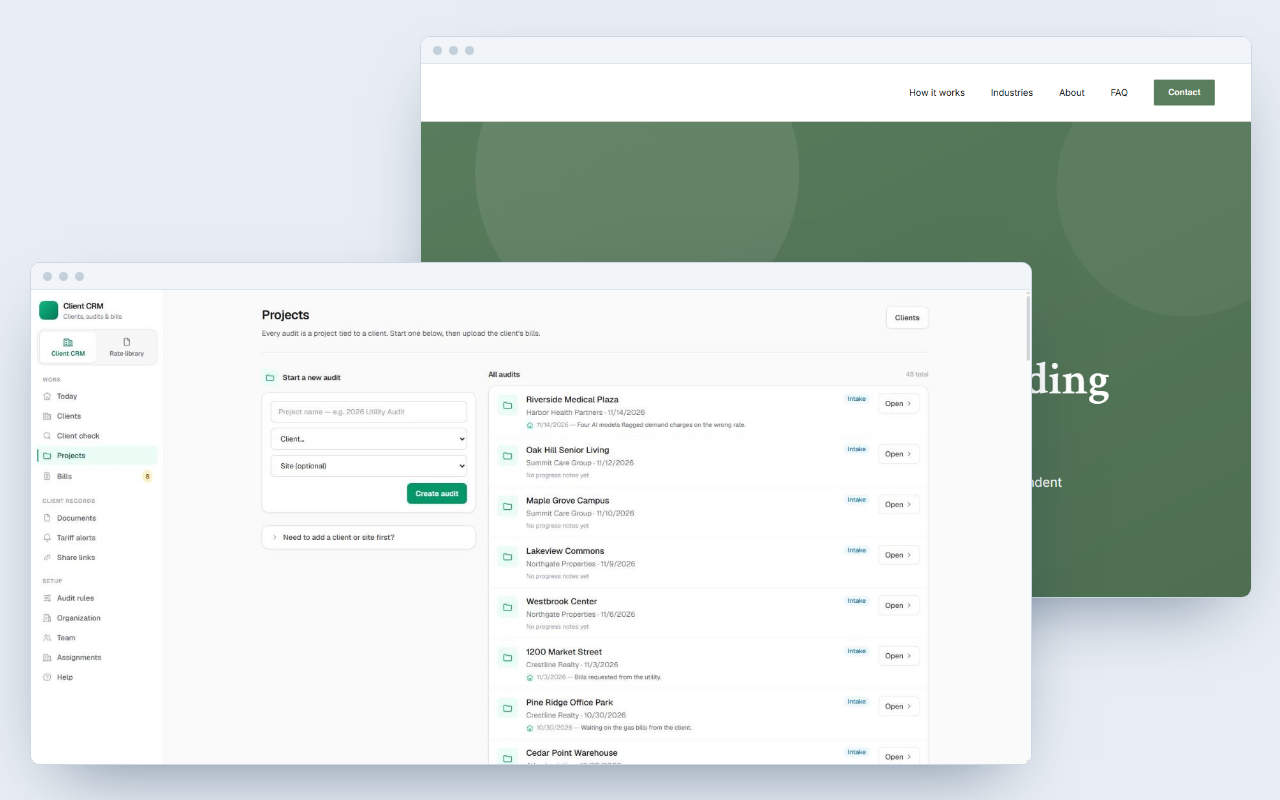 How it works
Industries
About
FAQ
Contact
ding
ndent
Client CRM
Clients, audits & bills
Client CRM
Rate library
WORK
Today
Clients
Client check
Projects
Bills
8
CLIENT RECORDS
Documents
Tariff alerts
Share links
SETUP
Audit rules
Organization
Team
Assignments
Help
Projects
Every audit is a project tied to a client. Start one below, then upload the client's bills.
Clients
Start a new audit
Project name — e.g. 2026 Utility Audit
Client...
Site (optional)
Create audit
Need to add a client or site first?
All audits
48 total
Riverside Medical Plaza
Harbor Health Partners · 11/14/2026
11/14/2026 — Four AI models flagged demand charges on the wrong rate.
Intake
Open
Oak Hill Senior Living
Summit Care Group · 11/12/2026
No progress notes yet
Intake
Open
Maple Grove Campus
Summit Care Group · 11/10/2026
No progress notes yet
Intake
Open
Lakeview Commons
Northgate Properties · 11/9/2026
No progress notes yet
Intake
Open
Westbrook Center
Northgate Properties · 11/6/2026
No progress notes yet
Intake
Open
1200 Market Street
Crestline Realty · 11/3/2026
11/3/2026 — Bills requested from the utility.
Intake
Open
Pine Ridge Office Park
Crestline Realty · 10/30/2026
10/30/2026 — Waiting on the gas bills from the client.
Intake
Open
Cedar Point Warehouse
Intake
Open